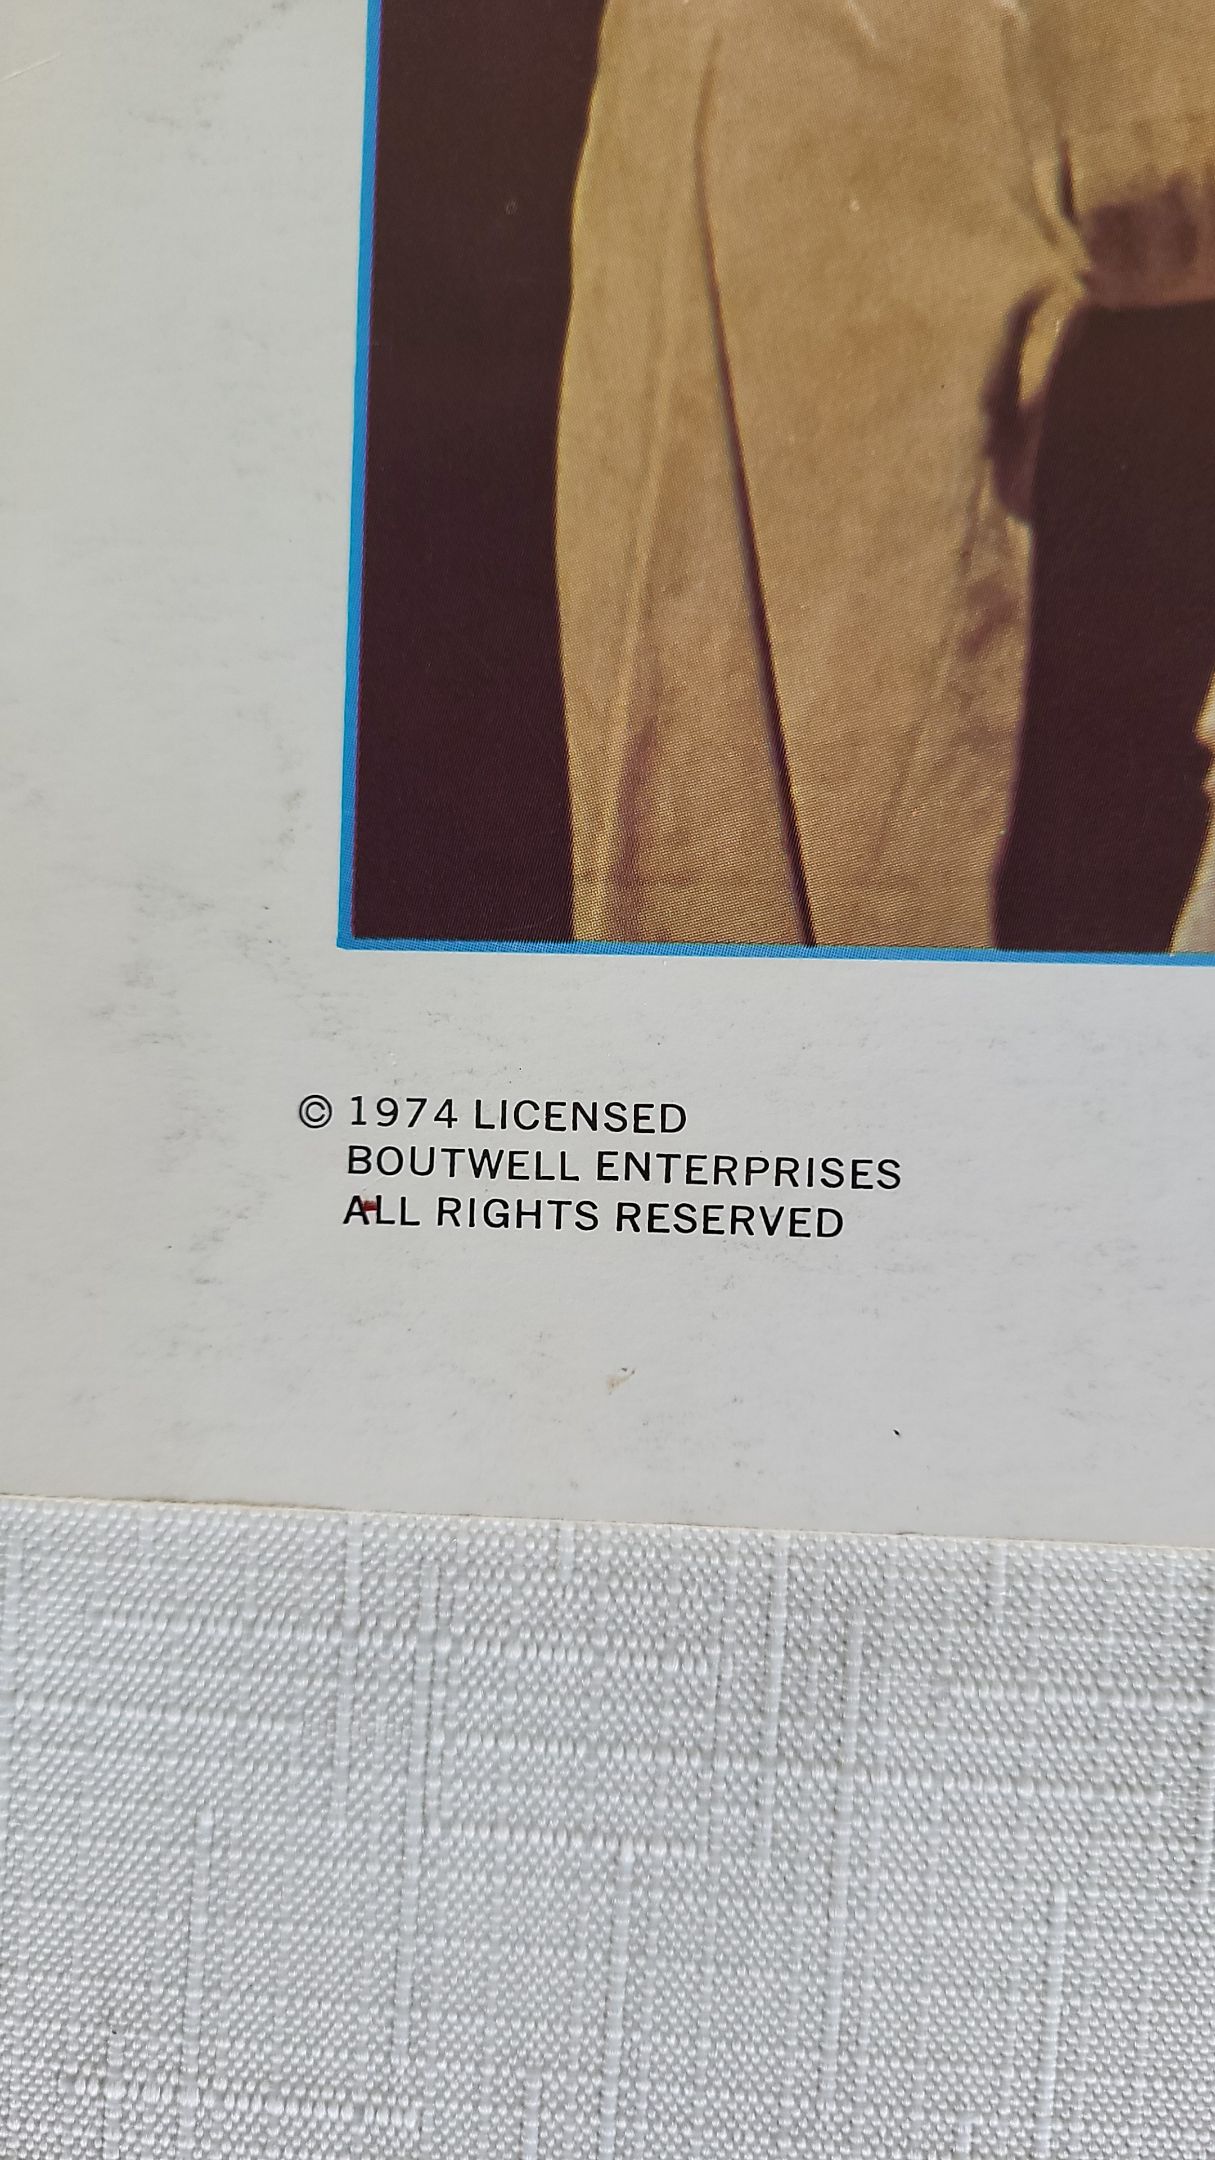 © 1974 LICENSED
BOUTWELL ENTERPRISES
ALL RIGHTS RESERVED